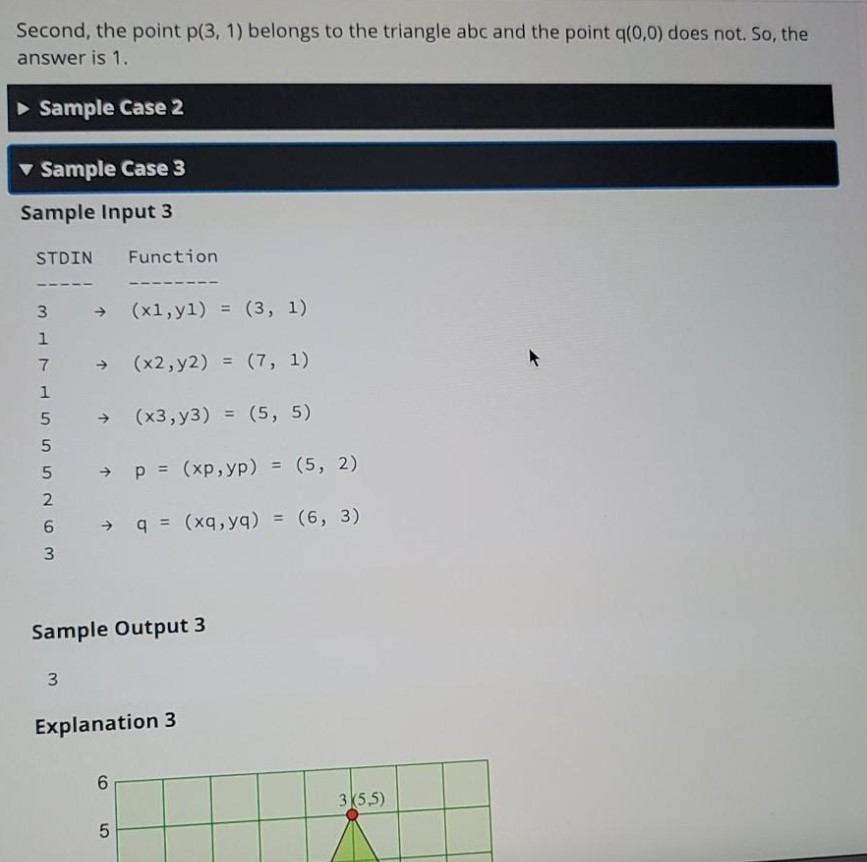 Second, the point p(3, 1) belongs to the triangle abc and the point q(0,0) does not. So, the
answer is 1.
▶ Sample Case 2
▼ Sample Case 3
Sample Input 3
STDIN Function
----- --------
3 → (x1,y1) = (3, 1)
1
7 → (x2,y2) = (7, 1)
1
5 → (x3,y3) = (5, 5)
5
5 → p = (xp,yp) = (5, 2)
2
6 → q = (xq,yq) = (6, 3)
3
Sample Output 3
3
Explanation 3
6
3 (5,5)
5